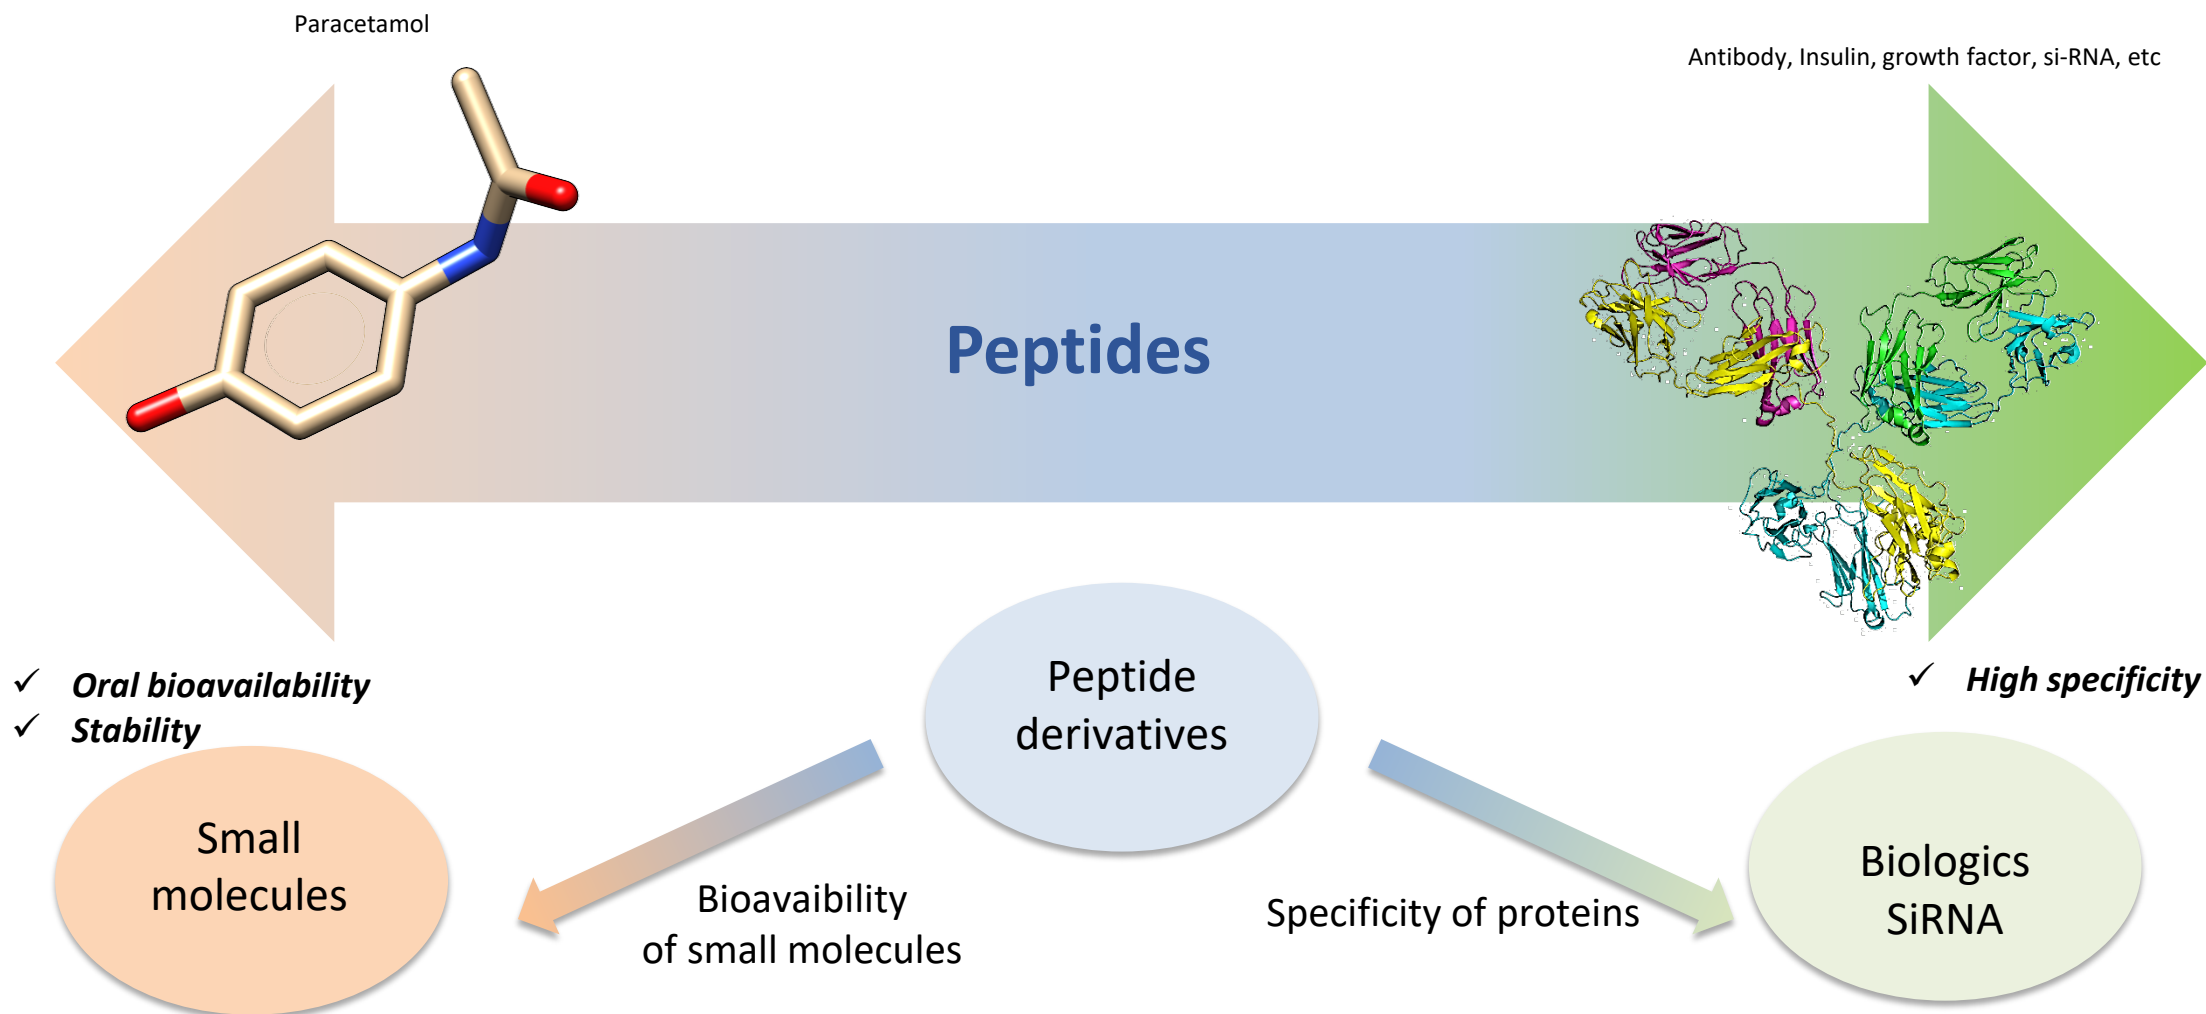 Paracetamol
Antibody, Insulin, growth factor, si-RNA, etc
Peptides
✓ Oral bioavailability
✓ Stability
✓ High specificity
Peptide
derivatives
Small
molecules
Bioavaibility
of small molecules
Specificity of proteins
Biologics
SiRNA